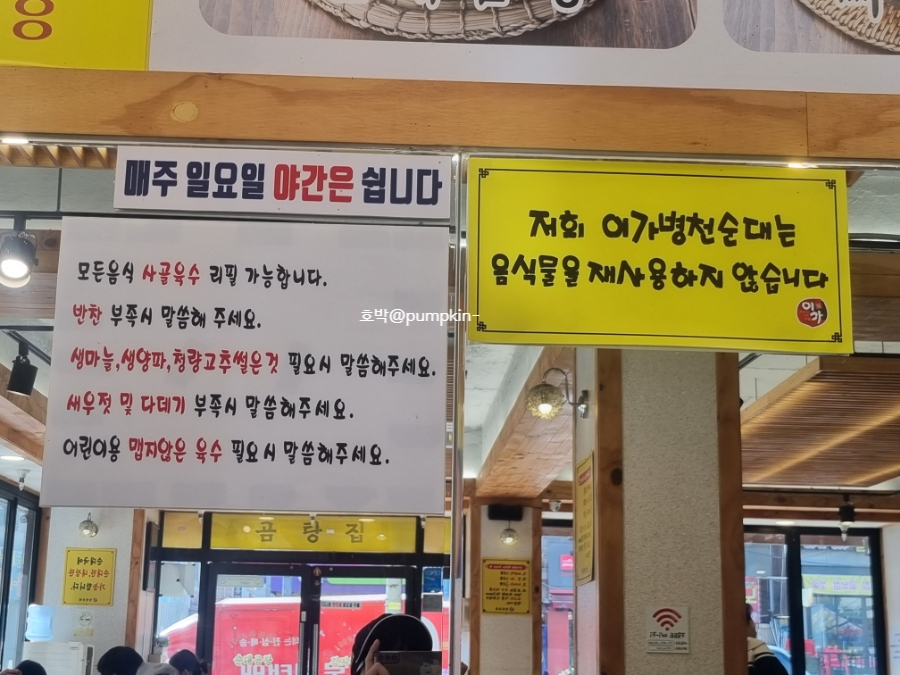 매주 일요일 야간은 쉽니다
모든음식 사골육수 리필 가능합니다.
반찬 부족시 말씀해 주세요.
생마늘,생양파,청량고추썰은것 필요시 말씀해주세요.
새우젓 및 다데기 부족시 말씀해주세요.
어린이용 맵지않은 육수 필요시 말씀해주세요.
저희 이가병천순대는
음식물을 재사용하지 않습니다
이가
호박@pumpkin-
곰탕집